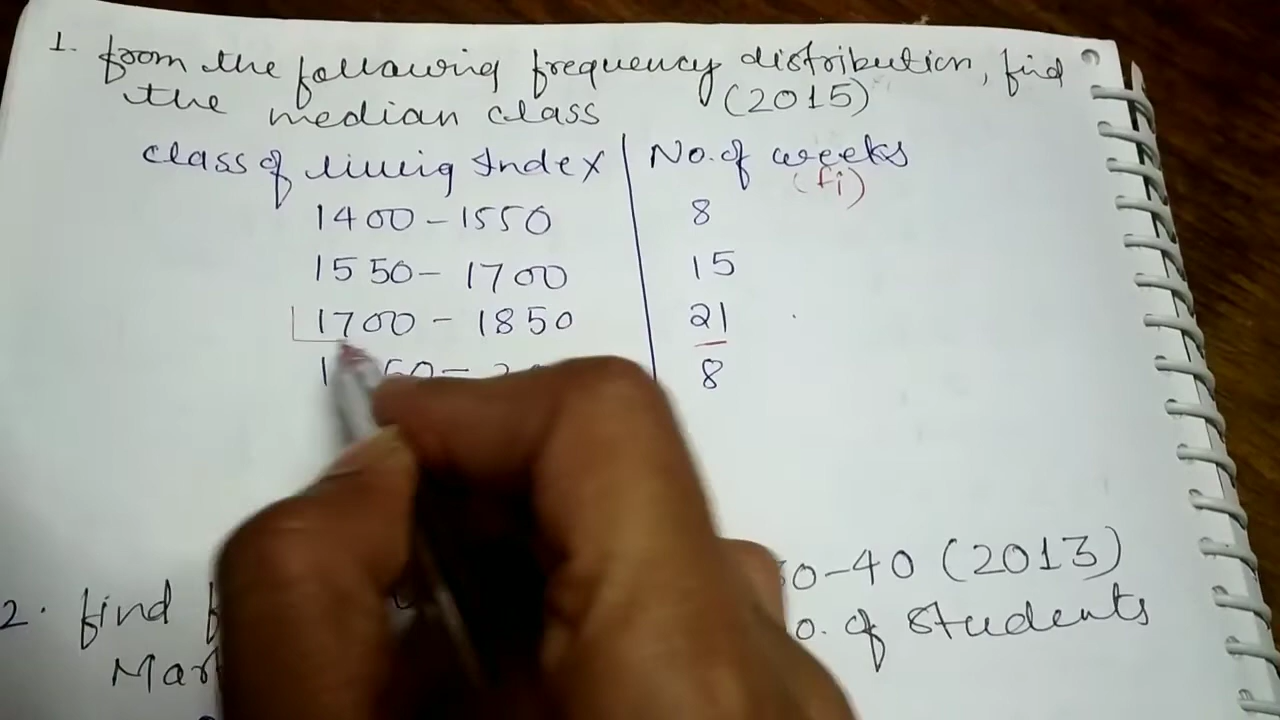 1. from the following frequency distribution, find
the median class (2015)
class of living Index No. of weeks
(fi)
1400-1550 8
1550-1700 15
1700-1850 21
8
2. find 0-40 (2013)
of students